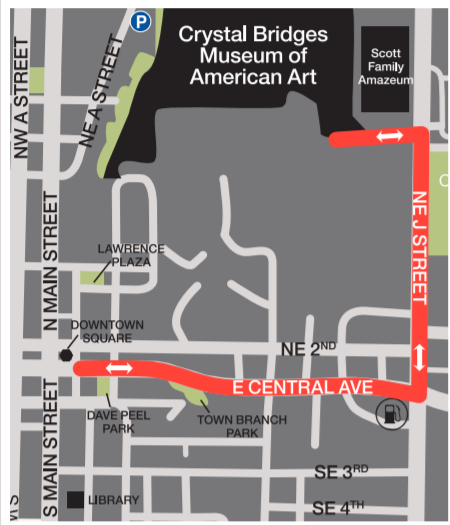 P
Crystal Bridges
Museum of
American Art
Scott
Family
Amazeum
NW A STREET
NE A STREET
C
N MAIN STREET
NE J STREET
LAWRENCE
PLAZA
DOWNTOWN
SQUARE
NE 2ND
E CENTRAL AVE
DAVE PEEL
PARK
TOWN BRANCH
PARK
S MAIN STREET
SE 3RD
LIBRARY
SE 4TH